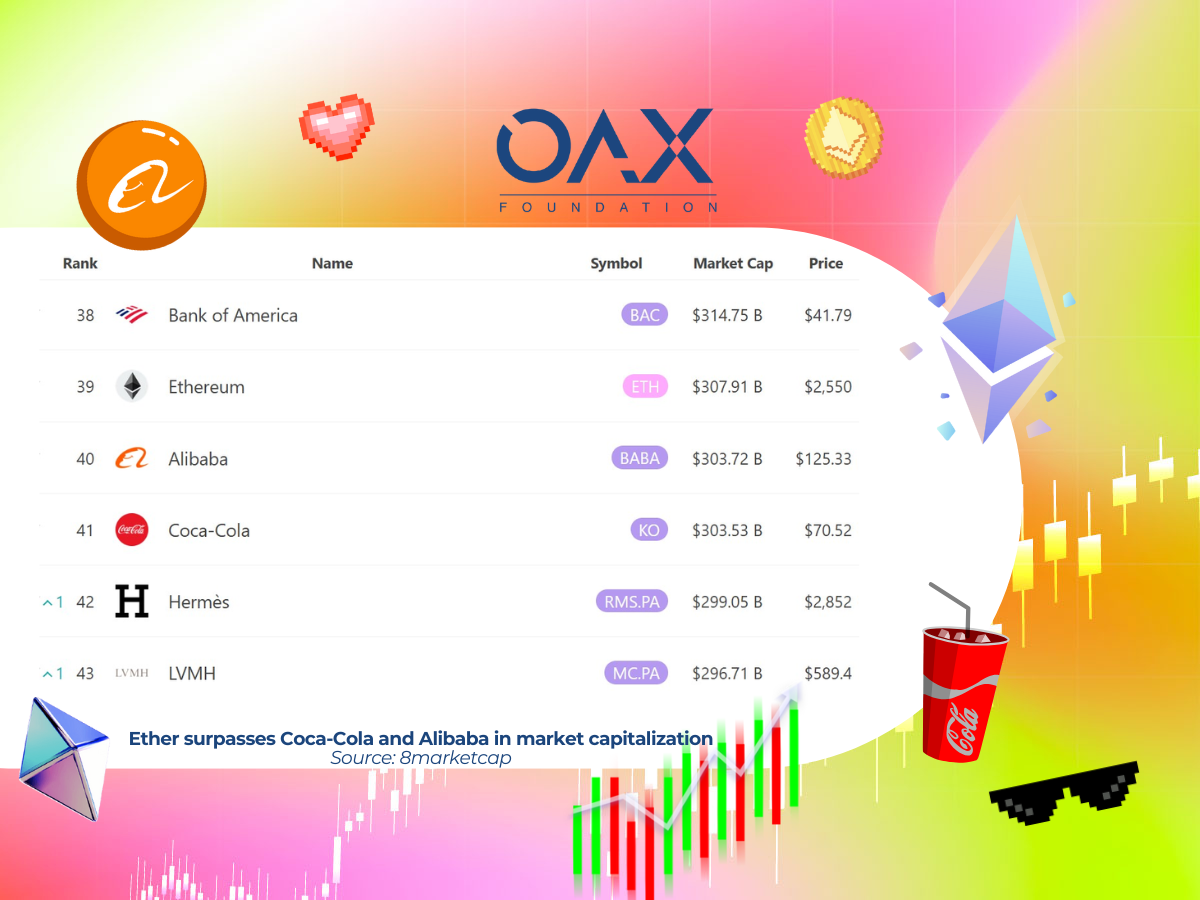 OAX
FOUNDATION
Rank Name Symbol Market Cap Price
38 Bank of America BAC $314.75 B $41.79
39 Ethereum ETH $307.91 B $2,550
40 Alibaba BABA $303.72 B $125.33
41 Coca-Cola Coca-Cola KO $303.53 B $70.52
1 42 H Hermès RMS.PA $299.05 B $2,852
1 43 LVMH LVMH MC.PA $296.71 B $589.4
Cola
Ether surpasses Coca-Cola and Alibaba in market capitalization
Source: 8marketcap